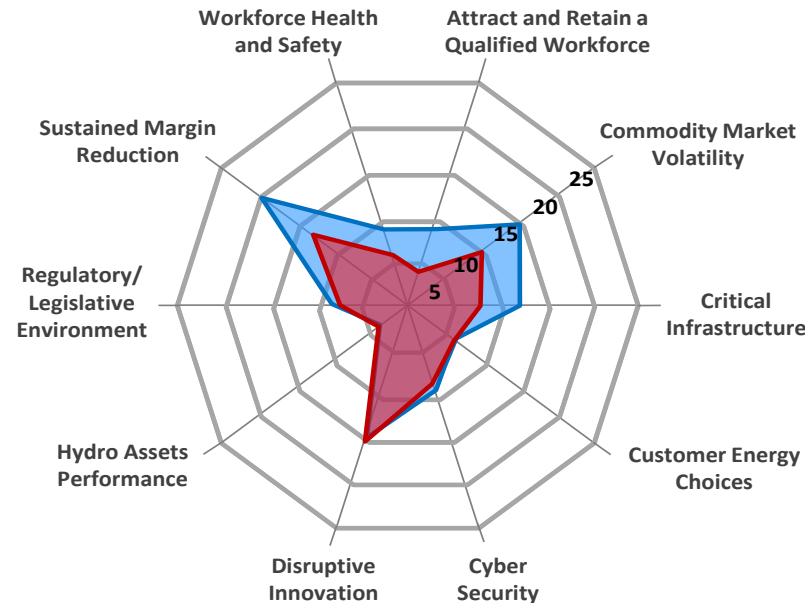 Workforce Health
and Safety
Attract and Retain a
Qualified Workforce
Sustained Margin
Reduction
Commodity Market
Volatility
25
20
15
10
5
Regulatory/
Legislative
Environment
Critical
Infrastructure
Hydro Assets
Performance
Customer Energy
Choices
Disruptive
Innovation
Cyber
Security